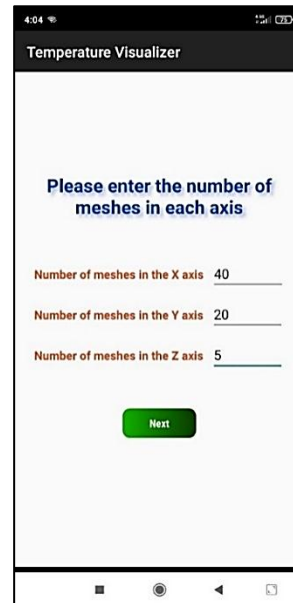 4:04
75
Temperature Visualizer
Please enter the number of
meshes in each axis
Number of meshes in the X axis 40
Number of meshes in the Y axis 20
Number of meshes in the Z axis 5
Next